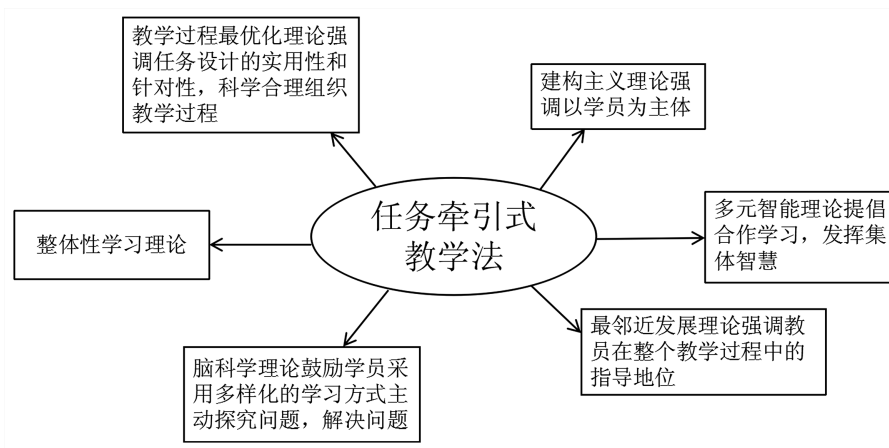 教学过程最优化理论强
调任务设计的实用性和
针对性，科学合理组织
教学过程
建构主义理论强
调以学员为主体
任务牵引式
教学法
多元智能理论提倡
合作学习，发挥集
体智慧
整体性学习理论
最邻近发展理论强调教
员在整个教学过程中的
指导地位
脑科学理论鼓励学员采
用多样化的学习方式主
动探究问题，解决问题